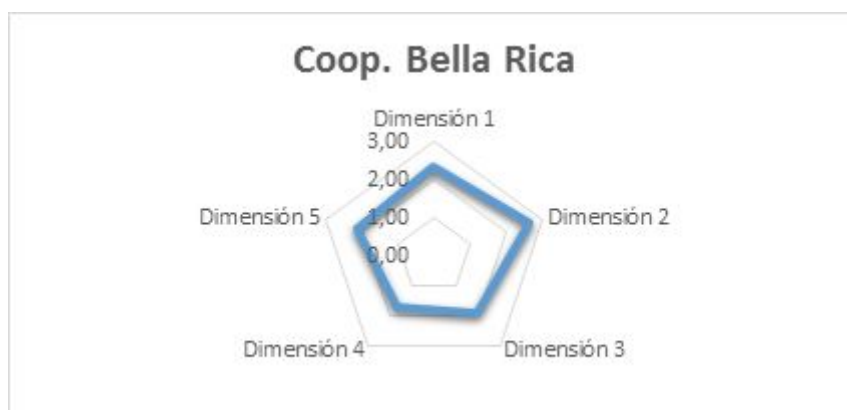 Coop. Bella Rica
Dimensión 1
3,00
2,00
1,00
0,00
Dimensión 5
Dimensión 2
Dimensión 4
Dimensión 3